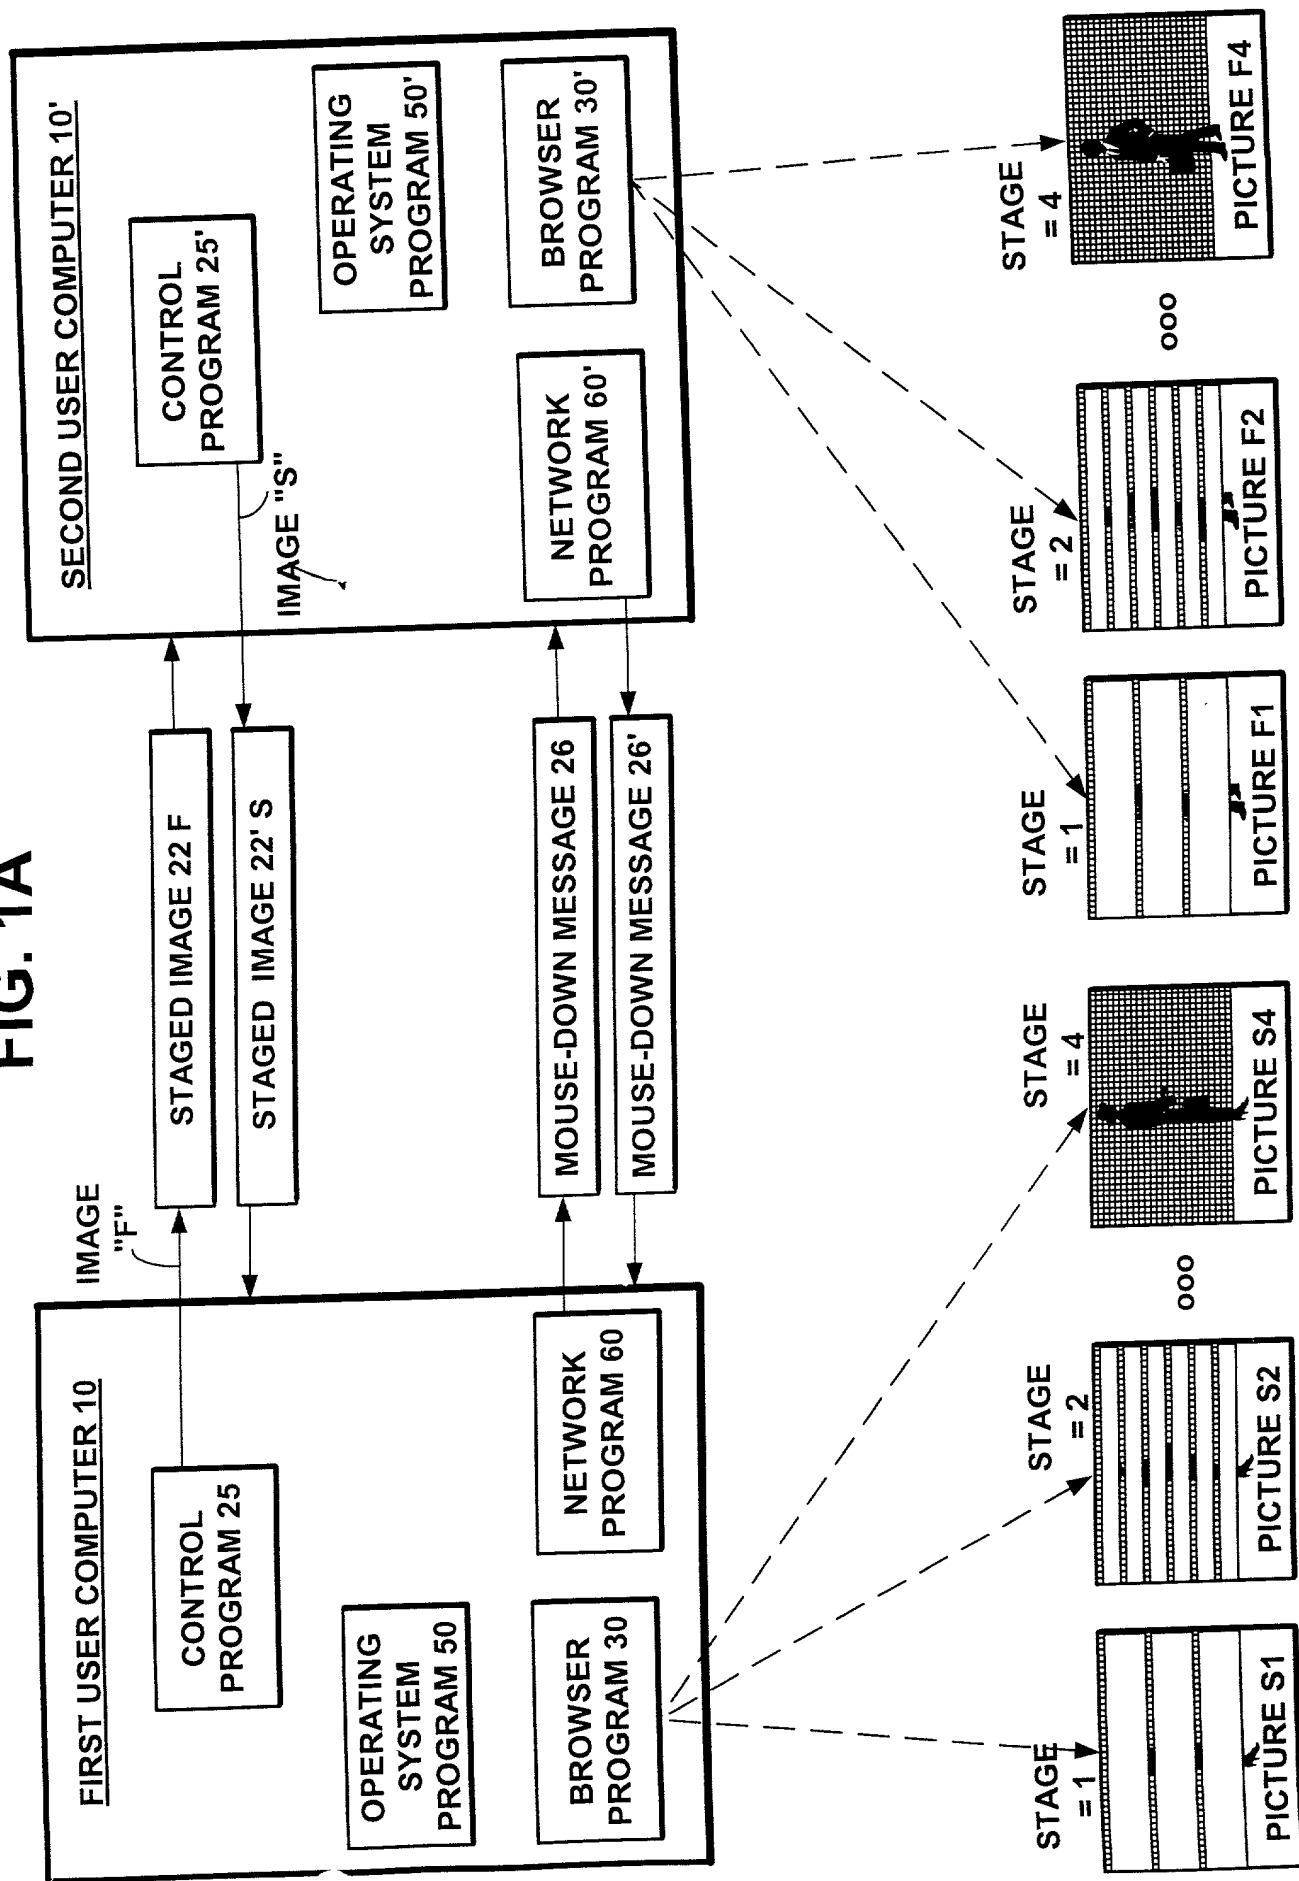 FIG. 1A
FIRST USER COMPUTER 10
CONTROL
PROGRAM 25
OPERATING
SYSTEM
PROGRAM 50
BROWSER
PROGRAM 30
NETWORK
PROGRAM 60
IMAGE
"F"
STAGED IMAGE 22 F
STAGED IMAGE 22' S
MOUSE-DOWN MESSAGE 26
MOUSE-DOWN MESSAGE 26'
SECOND USER COMPUTER 10'
CONTROL
PROGRAM 25'
IMAGE "S"
OPERATING
SYSTEM
PROGRAM 50'
NETWORK
PROGRAM 60'
BROWSER
PROGRAM 30'
STAGE
= 1
PICTURE S1
STAGE
= 2
PICTURE S2
ooo
STAGE
= 4
PICTURE S4
STAGE
= 1
PICTURE F1
STAGE
= 2
PICTURE F2
ooo
STAGE
= 4
PICTURE F4